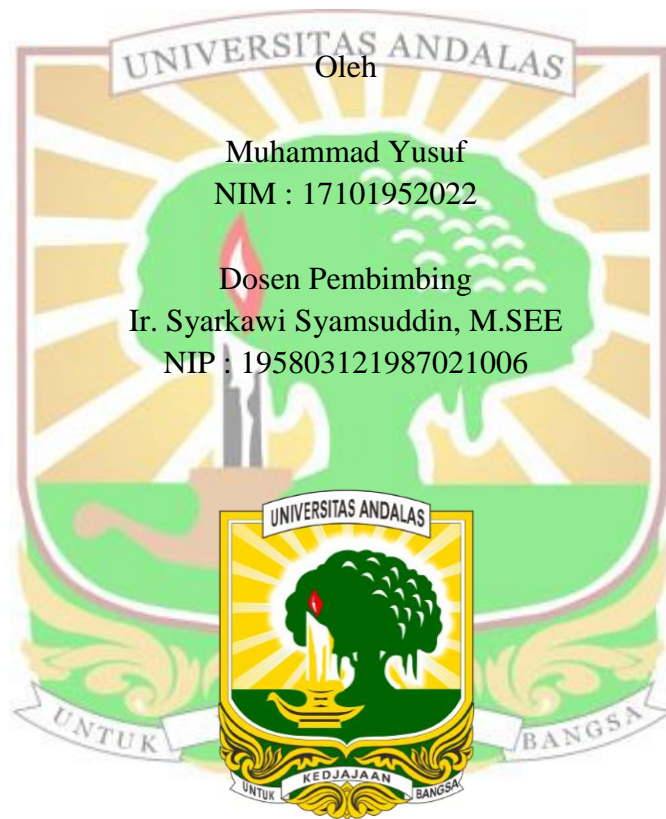 UNIVERSITAS ANDALAS
Oleh
Muhammad Yusuf
NIM : 17101952022
Dosen Pembimbing
Ir. Syarkawi Syamsuddin, M.SEE
NIP : 195803121987021006
UNIVERSITAS ANDALAS
UNTUK BANGSA
UNTUK KEDJAJAAN BANGSA